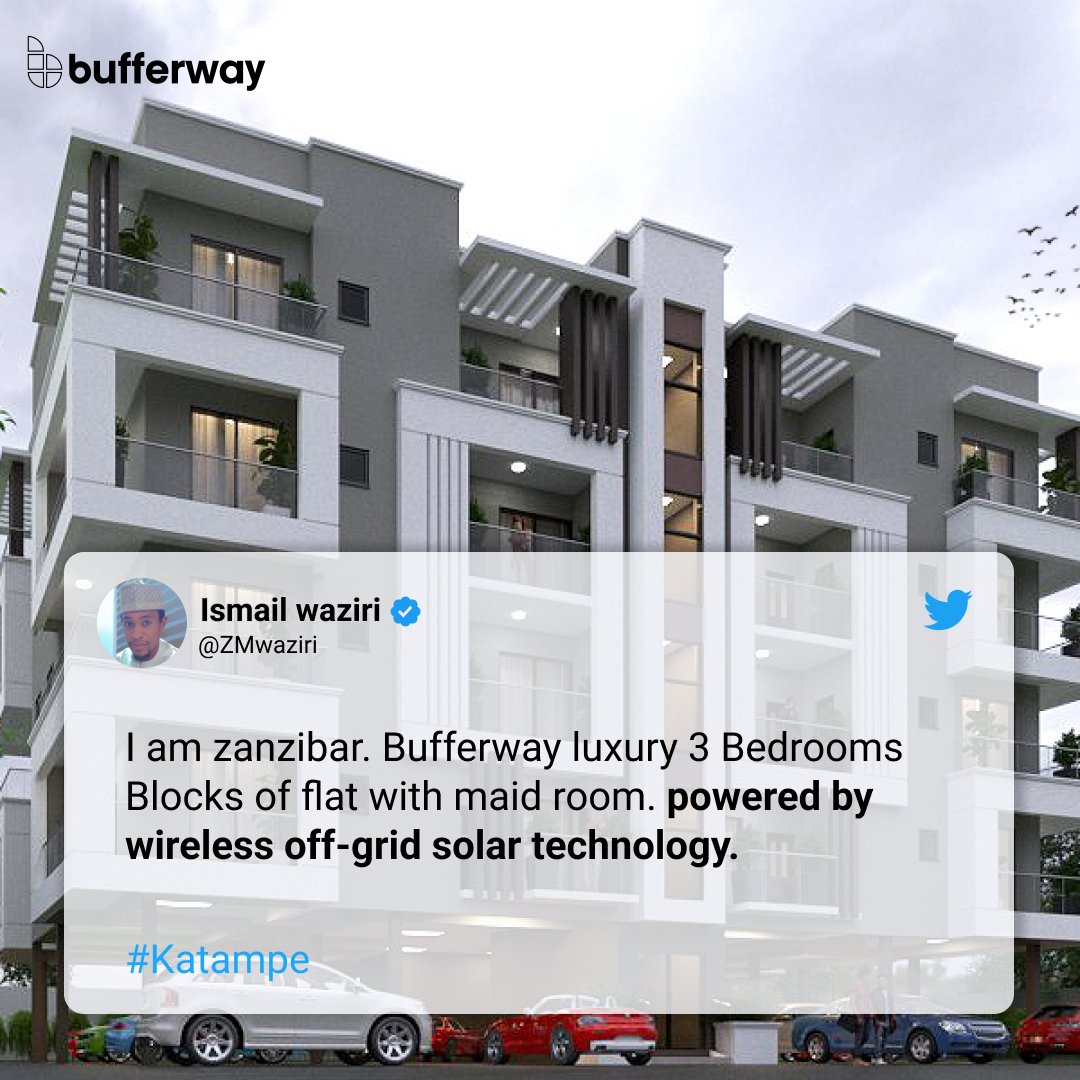 bufferway
Ismail waziri
@ZMwaziri
I am zanzibar. Bufferway luxury 3 Bedrooms
Blocks of flat with maid room. powered by
wireless off-grid solar technology.
#Katampe